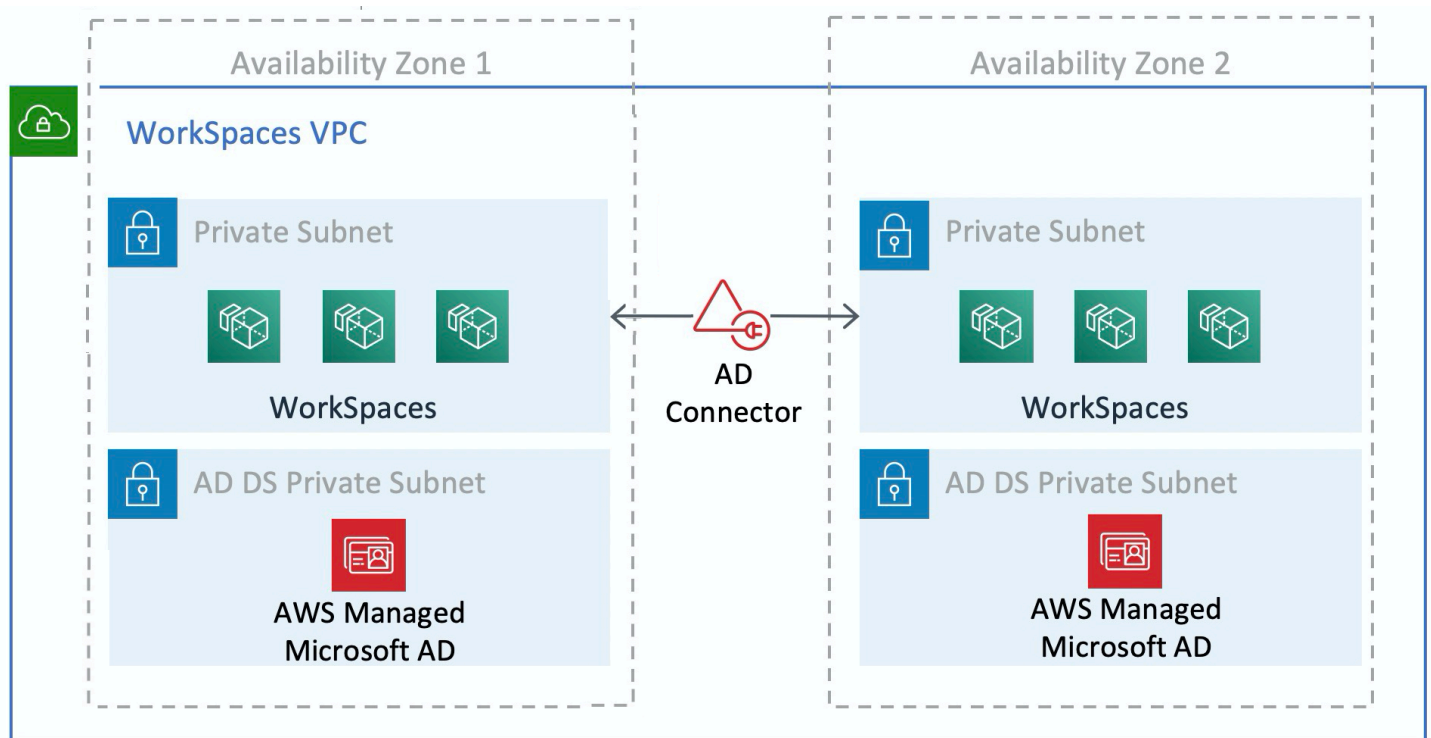 Availability Zone 1
Availability Zone 2
WorkSpaces VPC
Private Subnet
WorkSpaces
AD DS Private Subnet
AWS Managed
Microsoft AD
AD
Connector
Private Subnet
WorkSpaces
AD DS Private Subnet
AWS Managed
Microsoft AD